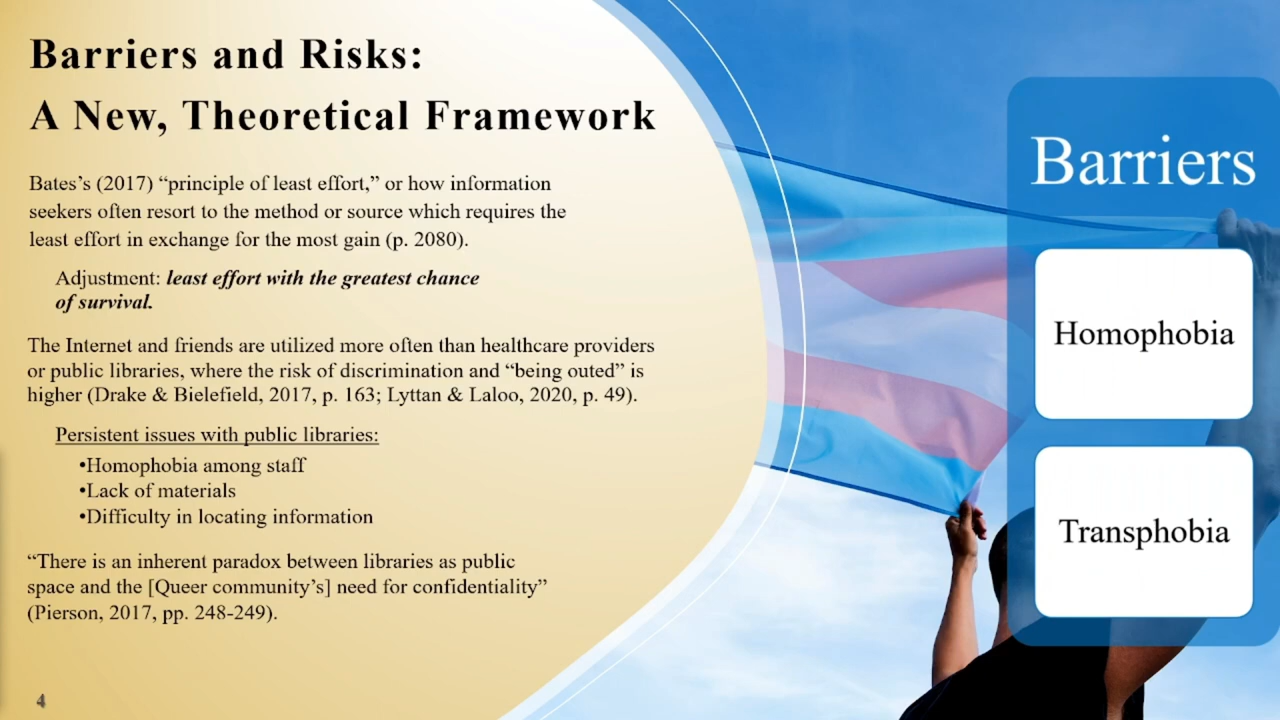 Barriers and Risks:
A New, Theoretical Framework
Bates’s (2017) “principle of least effort,” or how information
seekers often resort to the method or source which requires the
least effort in exchange for the most gain (p. 2080).
Adjustment: least effort with the greatest chance
of survival.
The Internet and friends are utilized more often than healthcare providers
or public libraries, where the risk of discrimination and “being outed” is
higher (Drake & Bielefield, 2017, p. 163; Lyttan & Laloo, 2020, p. 49).
Persistent issues with public libraries:
•Homophobia among staff
•Lack of materials
•Difficulty in locating information
“There is an inherent paradox between libraries as public
space and the [Queer community’s] need for confidentiality”
(Pierson, 2017, pp. 248-249).
4
Barriers
Homophobia
Transphobia